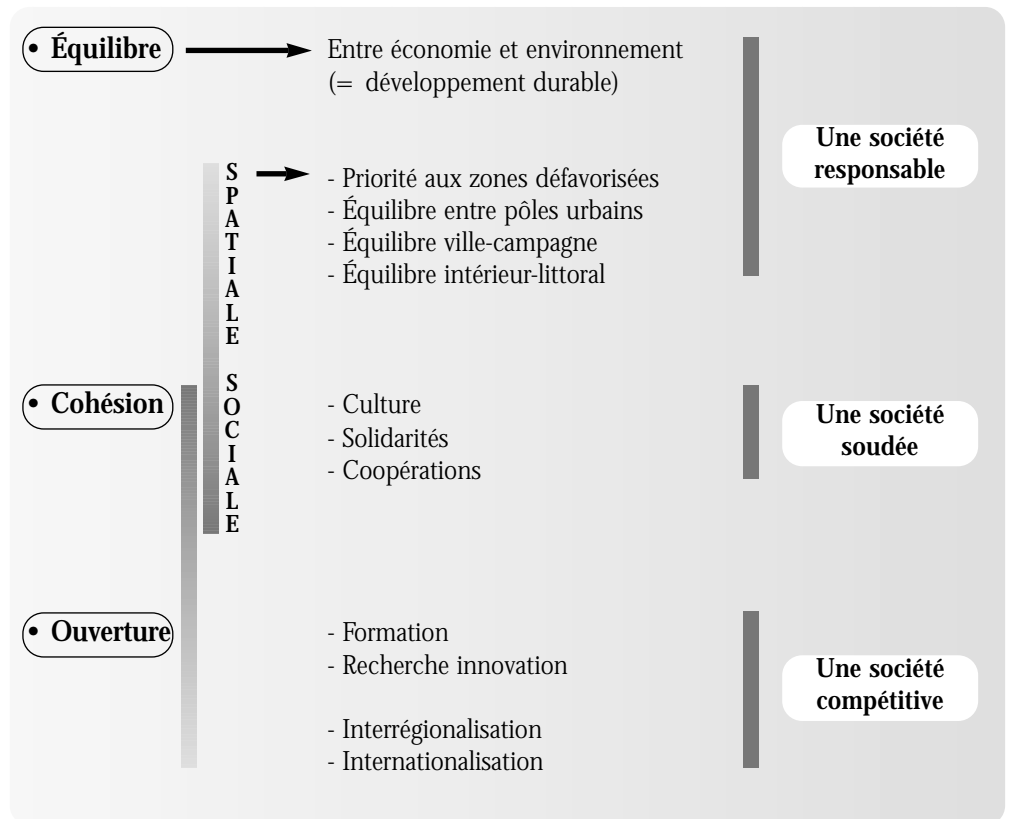 • Équilibre
Entre économie et environnement
(= développement durable)
Une société
responsable
SPATIALE
- Priorité aux zones défavorisées
- Équilibre entre pôles urbains
- Équilibre ville-campagne
- Équilibre intérieur-littoral
SOCIALE
• Cohésion
- Culture
- Solidarités
- Coopérations
Une société
soudée
• Ouverture
- Formation
- Recherche innovation
- Interrégionalisation
- Internationalisation
Une société
compétitive